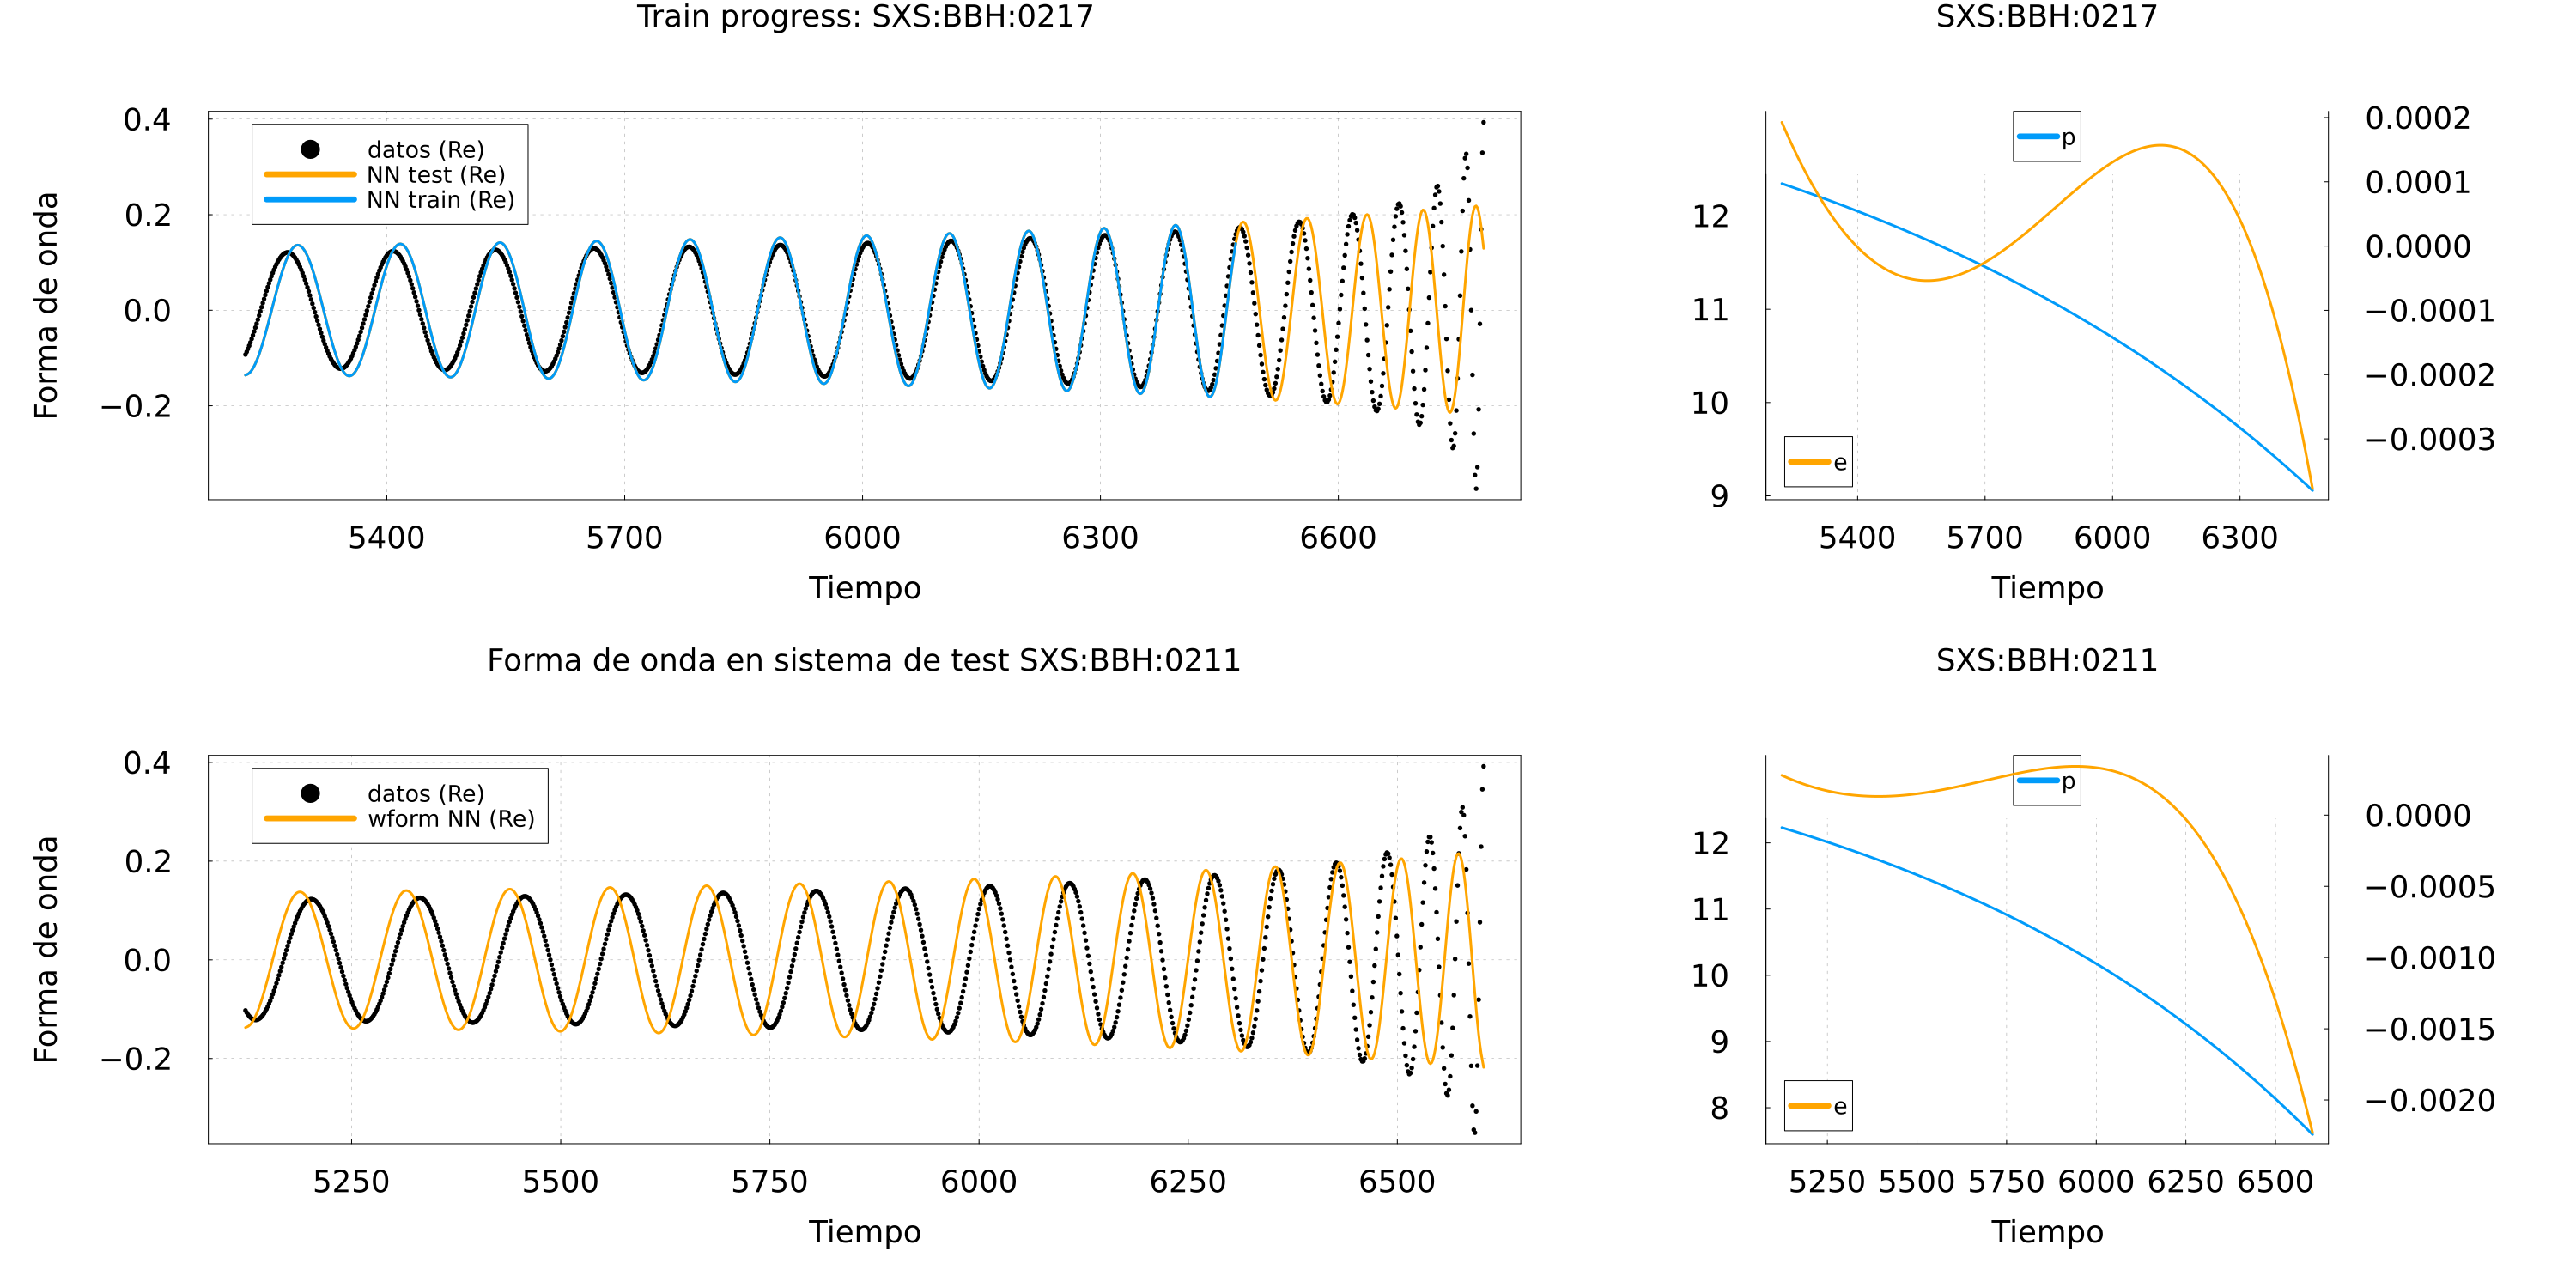 Train progress: SXS:BBH:0217
0.4
0.2
0.0
−0.2
Forma de onda
datos (Re)
NN test (Re)
NN train (Re)
5400 5700 6000 6300 6600
Tiempo
SXS:BBH:0217
12
11
10
9
p
e
0.0002
0.0001
0.0000
−0.0001
−0.0002
−0.0003
5400 5700 6000 6300
Tiempo
Forma de onda en sistema de test SXS:BBH:0211
0.4
0.2
0.0
−0.2
Forma de onda
datos (Re)
wform NN (Re)
5250 5500 5750 6000 6250 6500
Tiempo
SXS:BBH:0211
12
11
10
9
8
p
e
0.0000
−0.0005
−0.0010
−0.0015
−0.0020
5250 5500 5750 6000 6250 6500
Tiempo